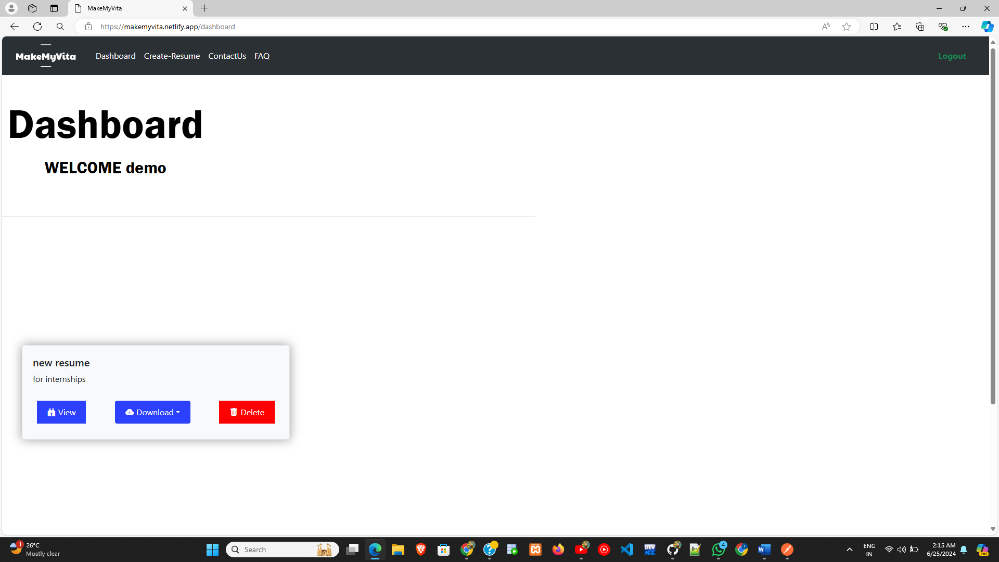 MakeMyVita
https://makemyvita.netlify.app/dashboard
MakeMyVita Dashboard Create-Resume ContactUs FAQ Logout
Dashboard
WELCOME demo
new resume
for internships
View Download Delete
26°C
Mostly clear
Search
ENG
IN
2:15 AM
6/25/2024